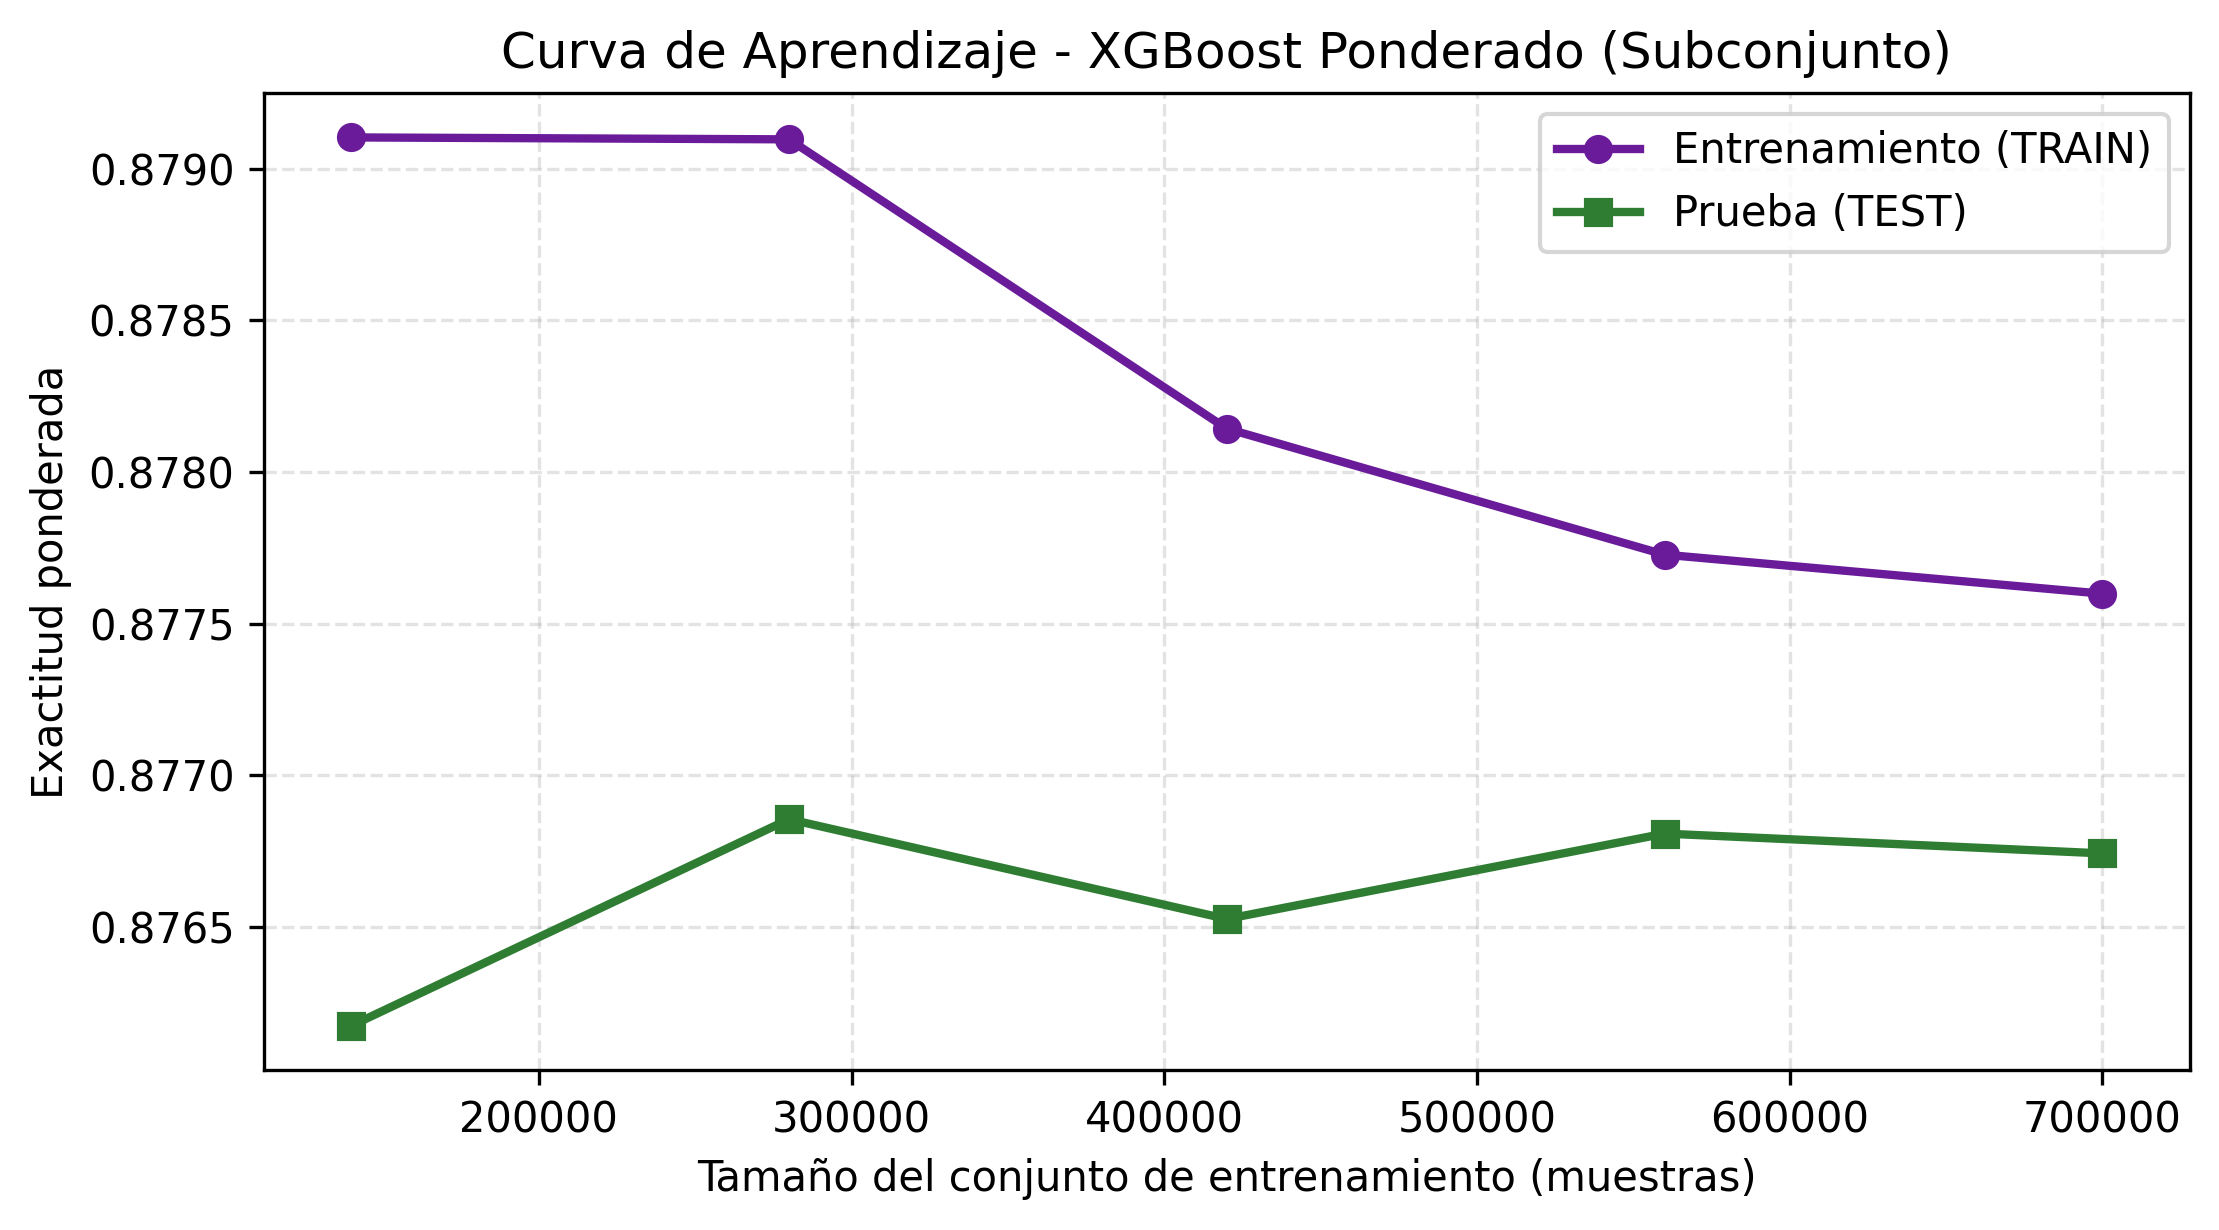 Curva de Aprendizaje - XGBoost Ponderado (Subconjunto)
Entrenamiento (TRAIN)
Prueba (TEST)
Exactitud ponderada
0.8790
0.8785
0.8780
0.8775
0.8770
0.8765
200000 300000 400000 500000 600000 700000
Tamaño del conjunto de entrenamiento (muestras)